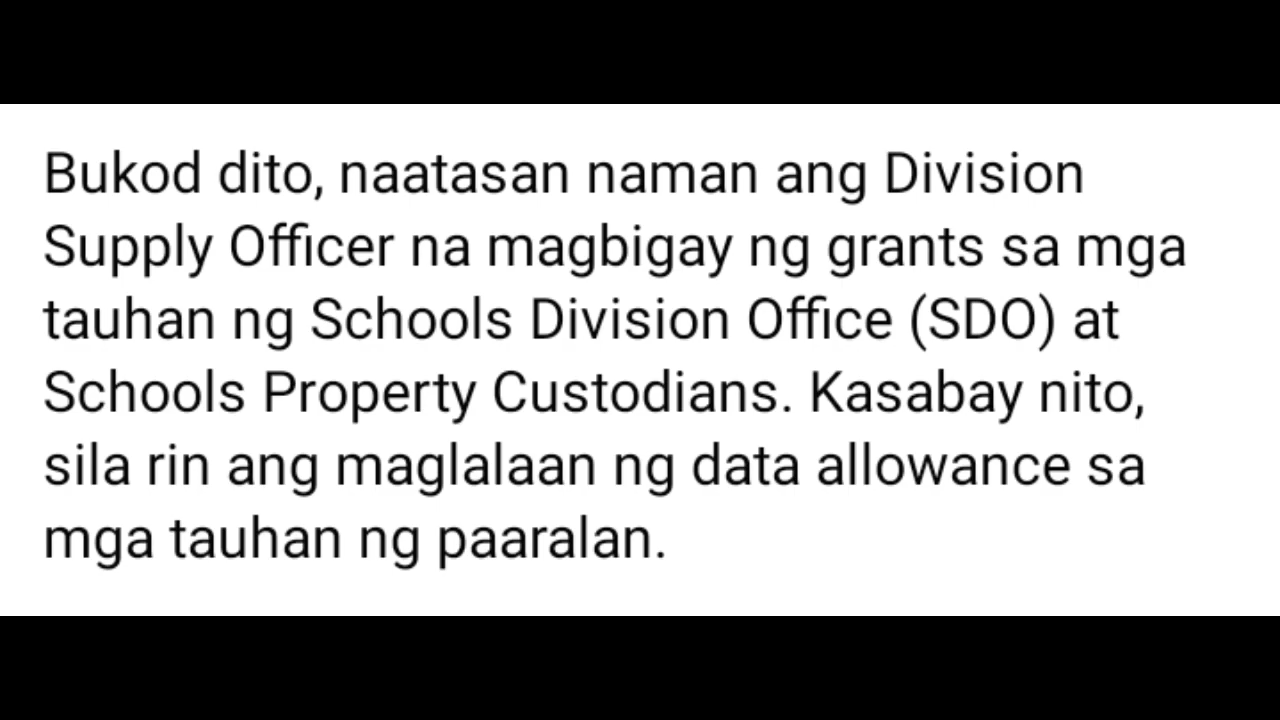 Bukod dito, naatasan naman ang Division
Supply Officer na magbigay ng grants sa mga
tauhan ng Schools Division Office (SDO) at
Schools Property Custodians. Kasabay nito,
sila rin ang maglalaan ng data allowance sa
mga tauhan ng paaralan.